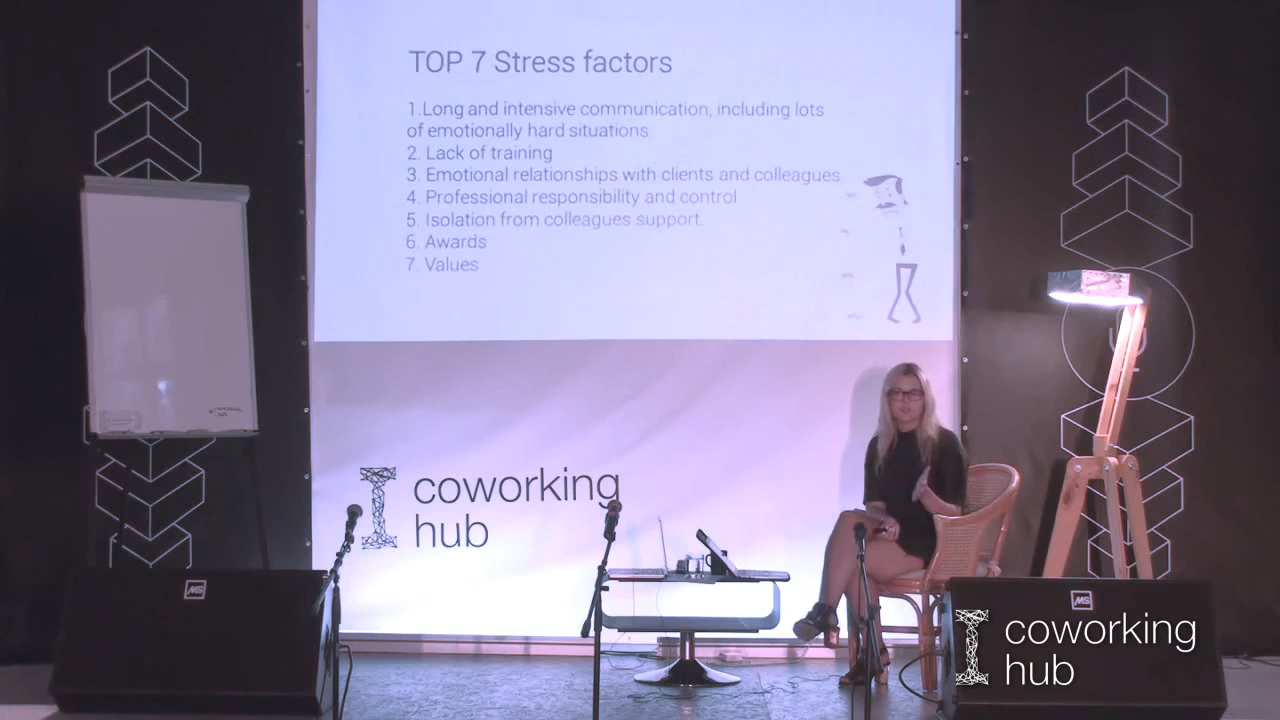 TOP 7 Stress factors
1.Long and intensive communication, including lots
of emotionally hard situations
2. Lack of training
3. Emotional relationships with clients and colleagues
4. Professional responsibility and control
5. Isolation from colleagues support.
6. Awards
7. Values
coworking
hub
MS
MS
coworking
hub